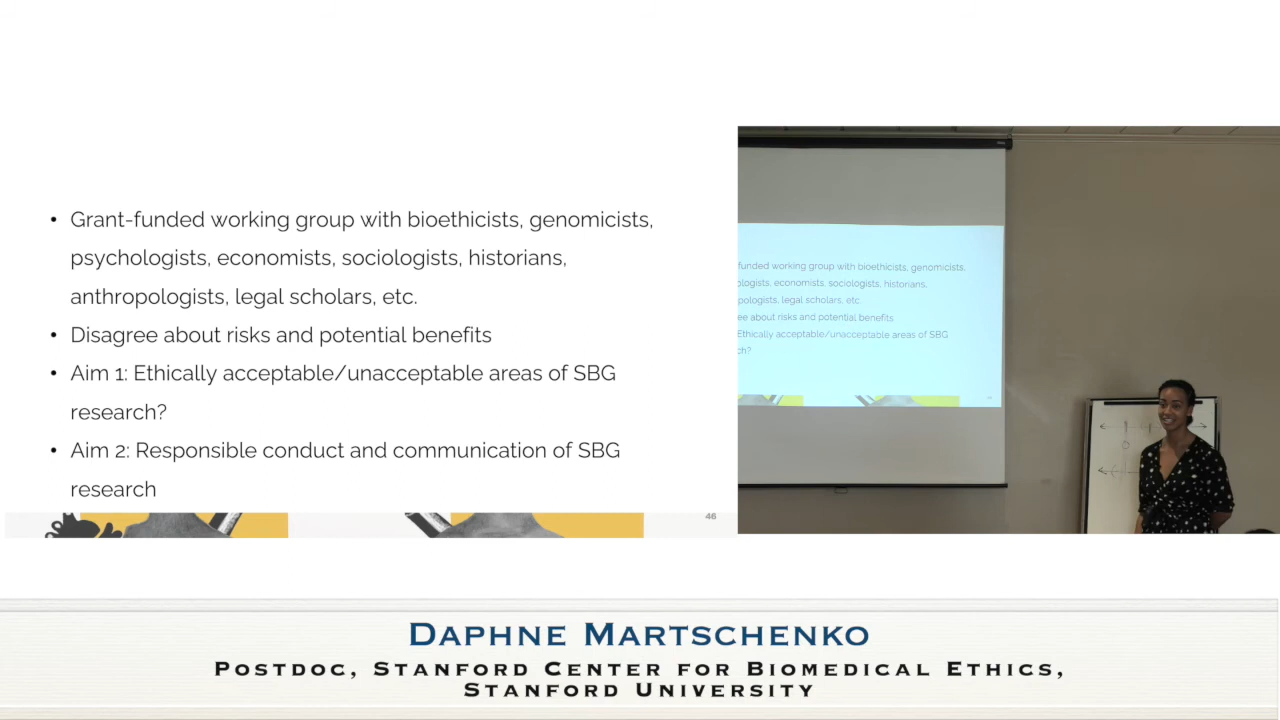 • Grant-funded working group with bioethicists, genomicists,
psychologists, economists, sociologists, historians,
anthropologists, legal scholars, etc.
• Disagree about risks and potential benefits
• Aim 1: Ethically acceptable/unacceptable areas of SBG
research?
• Aim 2: Responsible conduct and communication of SBG
research
46
funded working group with bioethicists, genomicists,
ologists, economists, sociologists, historians,
pologists, legal scholars, etc.
ee about risks and potential benefits
Ethically acceptable/unacceptable areas of SBG
ch?
DAPHNE MARTSCHENKO
POSTDOC, STANFORD CENTER FOR BIOMEDICAL ETHICS,
STANFORD UNIVERSITY